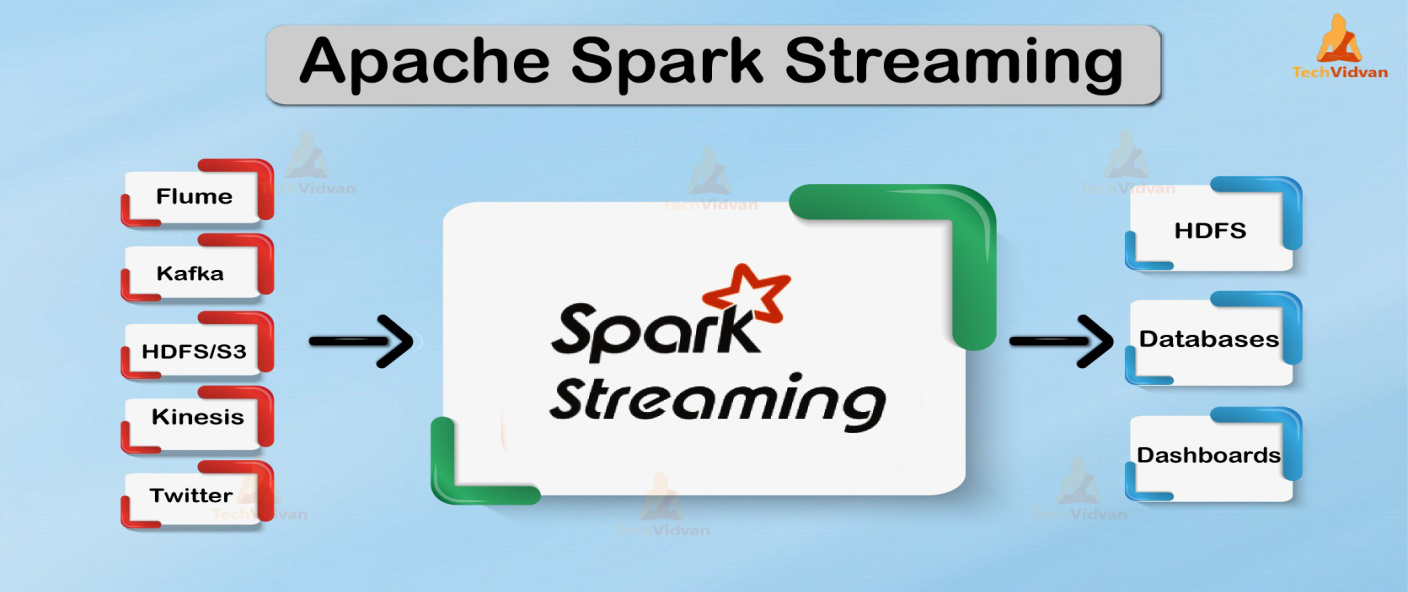 Apache Spark Streaming
TechVidvan
Flume
Kafka
HDFS/S3
Kinesis
Twitter
Spark
Streaming
HDFS
Databases
Dashboards
TechVidvan
TechVidvan
TechVidvan
TechVidvan
TechVidvan
TechVidvan